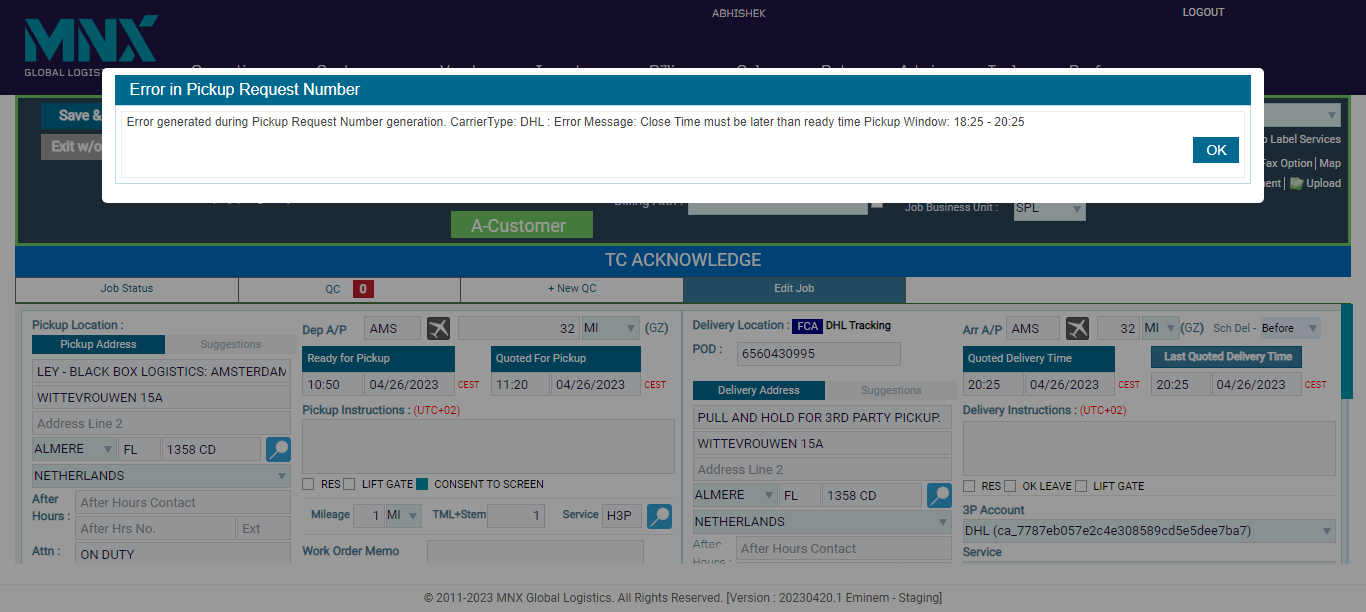 MNX
GLOBAL LOGIS
ABHISHEK
LOGOUT
Error in Pickup Request Number
Error generated during Pickup Request Number generation. CarrierType: DHL : Error Message: Close Time must be later than ready time Pickup Window: 18:25 - 20:25
OK
Save &
Exit w/o
Label Services
Fax Option | Map
| Upload
Billing Attn :
Job Business Unit :
SPL
A-Customer
TC ACKNOWLEDGE
Job Status
QC 0
+ New QC
Edit Job
Pickup Location :
Pickup Address
Suggestions
LEY - BLACK BOX LOGISTICS: AMSTERDAM
WITTEVROUWEN 15A
Address Line 2
ALMERE FL 1358 CD
NETHERLANDS
After Hours :
After Hours Contact
After Hrs No.
Ext
Attn :
ON DUTY
Dep A/P AMS 32 MI (GZ)
Ready for Pickup
Quoted For Pickup
10:50 04/26/2023 CEST
11:20 04/26/2023 CEST
Pickup Instructions : (UTC+02)
RES LIFT GATE CONSENT TO SCREEN
Mileage 1 MI TML+Stem 1 Service H3P
Work Order Memo
Delivery Location : FCA DHL Tracking
POD : 6560430995
Delivery Address
Suggestions
PULL AND HOLD FOR 3RD PARTY PICKUP.
WITTEVROUWEN 15A
Address Line 2
ALMERE FL 1358 CD
NETHERLANDS
After Hours :
After Hours Contact
Arr A/P AMS 32 MI (GZ) Sch Del - Before
Quoted Delivery Time
Last Quoted Delivery Time
20:25 04/26/2023 CEST
20:25 04/26/2023 CEST
Delivery Instructions : (UTC+02)
RES OK LEAVE LIFT GATE
3P Account
DHL (ca_7787eb057e2c4e308589cd5e5dee7ba7)
Service
© 2011-2023 MNX Global Logistics. All Rights Reserved. [Version : 20230420.1 Eminem - Staging]